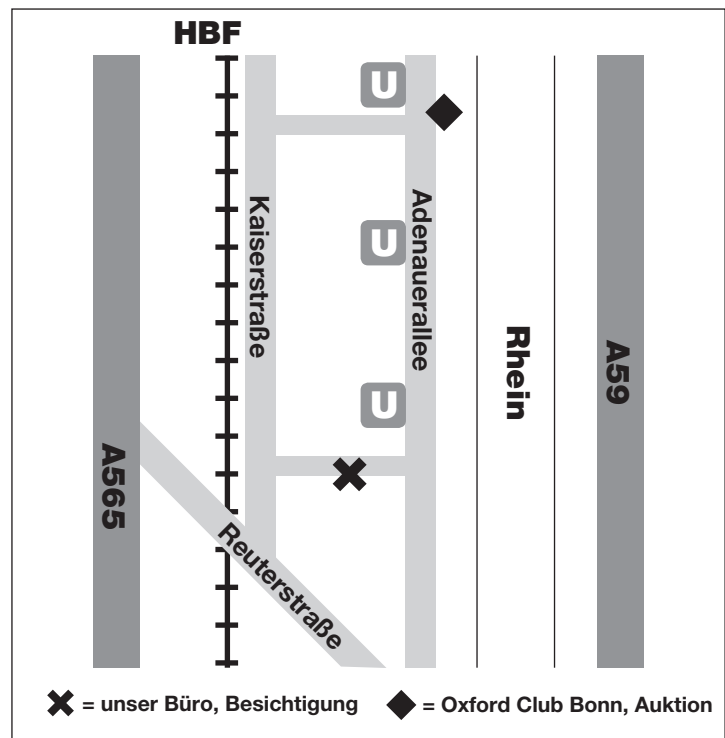 HBF
U
Kaiserstraße
Adenauerallee
U
Rhein
A59
U
A565
Reuterstraße
= unser Büro, Besichtigung
= Oxford Club Bonn, Auktion